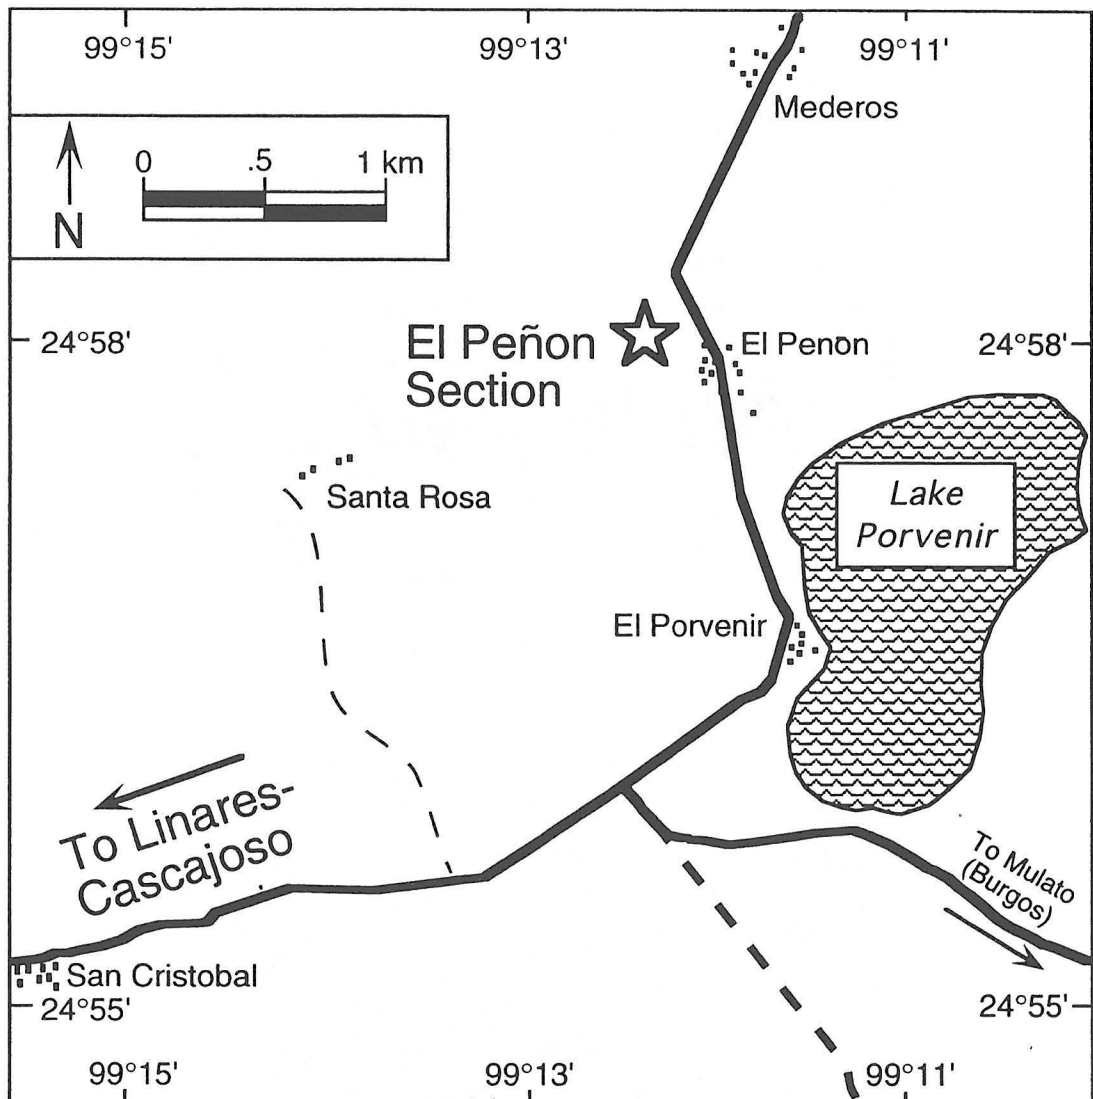 99°15'
99°13'
99°11'
Mederos
0 .5 1 km
N
24°58'
El Peñon
Section
El Penon
24°58'
Santa Rosa
Lake
Porvenir
El Porvenir
To Linares-
Cascajoso
To Mulato
(Burgos)
San Cristobal
24°55'
24°55'
99°15'
99°13'
99°11'